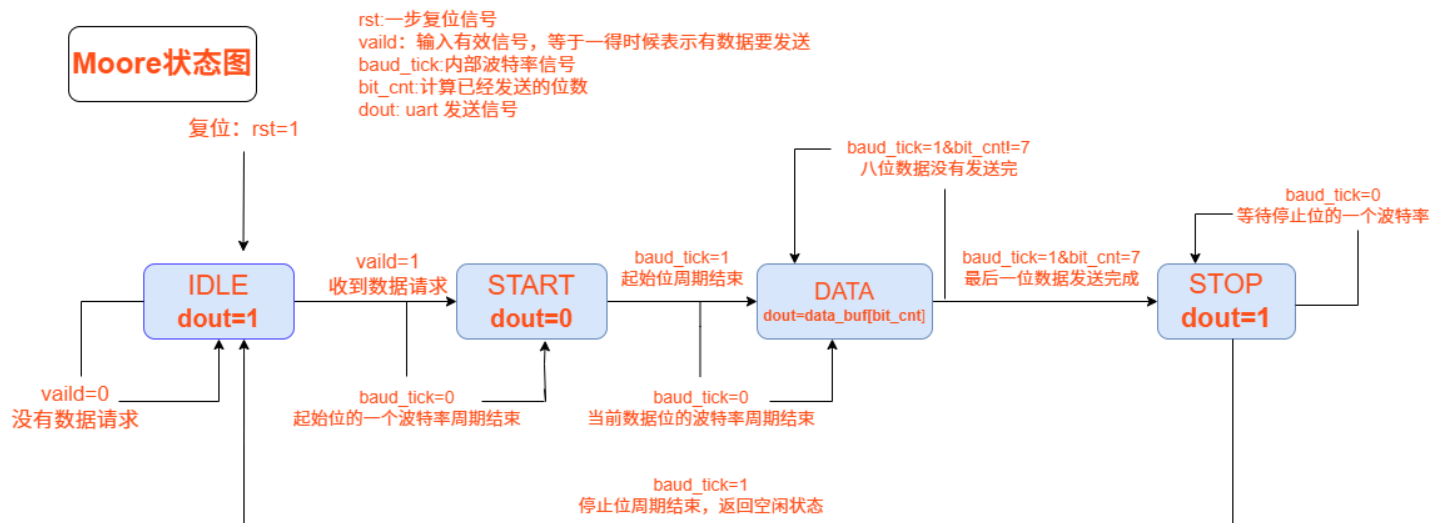 Moore状态图
rst:一步复位信号
vaild：输入有效信号，等于一得时候表示有数据要发送
baud_tick:内部波特率信号
bit_cnt:计算已经发送的位数
dout: uart 发送信号
复位：rst=1
baud_tick=1&bit_cnt!=7
八位数据没有发送完
baud_tick=0
等待停止位的一个波特率
IDLE
dout=1
vaild=1
收到数据请求
START
dout=0
baud_tick=1
起始位周期结束
DATA
dout=data_buf[bit_cnt]
baud_tick=1&bit_cnt=7
最后一位数据发送完成
STOP
dout=1
vaild=0
没有数据请求
baud_tick=0
起始位的一个波特率周期结束
baud_tick=0
当前数据位的波特率周期结束
baud_tick=1
停止位周期结束，返回空闲状态